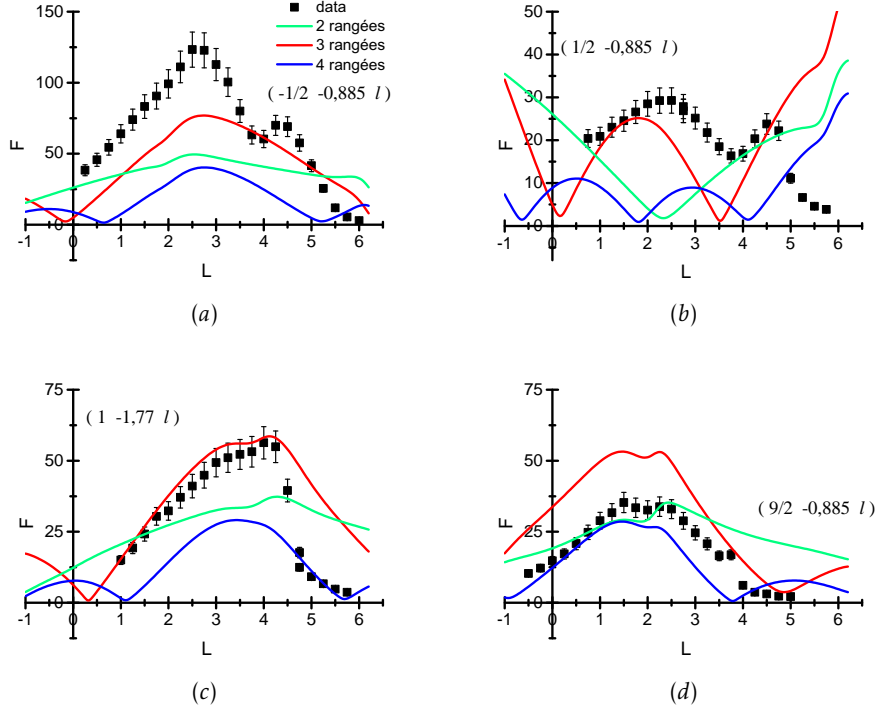 data
2 rangées
3 rangées
4 rangées
( -1/2 -0,885 l )
150
100
50
0
F
-1 0 1 2 3 4 5 6
L
(a)
( 1/2 -0,885 l )
50
40
30
20
10
0
F
-1 0 1 2 3 4 5 6
L
(b)
( 1 -1,77 l )
75
50
25
0
F
-1 0 1 2 3 4 5 6
L
(c)
( 9/2 -0,885 l )
75
50
25
0
F
-1 0 1 2 3 4 5 6
L
(d)